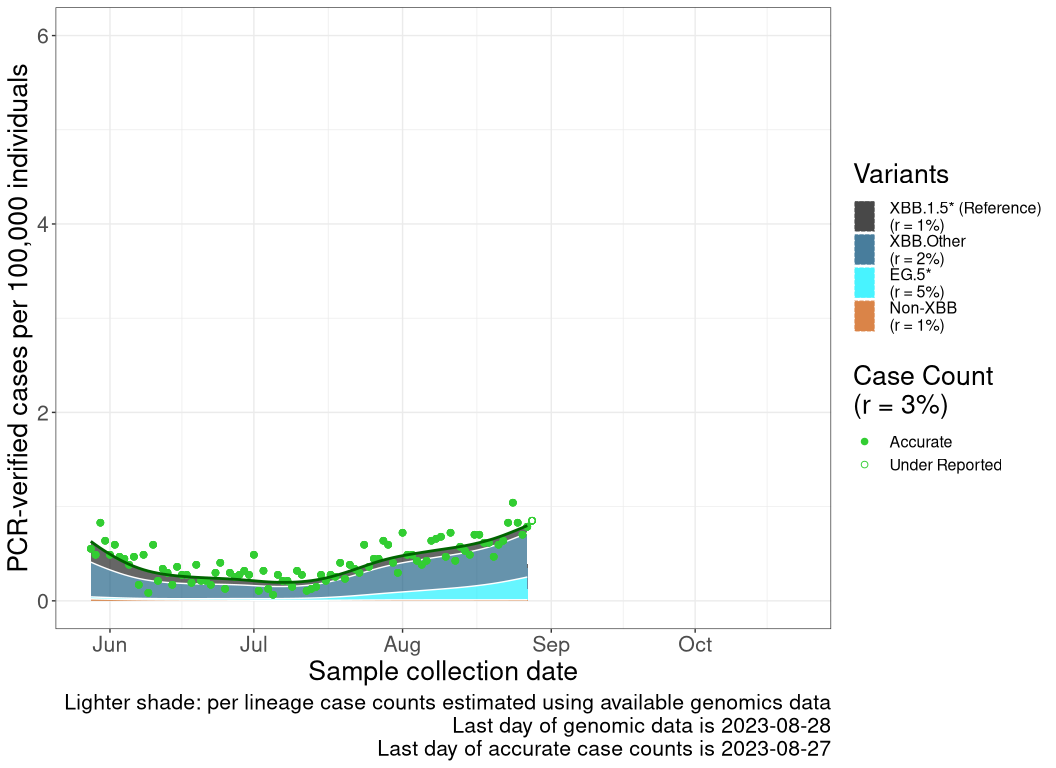 PCR-verified cases per 100,000 individuals
6
4
2
0
Jun Jul Aug Sep Oct
Sample collection date
Lighter shade: per lineage case counts estimated using available genomics data
Last day of genomic data is 2023-08-28
Last day of accurate case counts is 2023-08-27
Variants
XBB.1.5* (Reference)
(r = 1%)
XBB.Other
(r = 2%)
EG.5*
(r = 5%)
Non-XBB
(r = 1%)
Case Count
(r = 3%)
Accurate
Under Reported